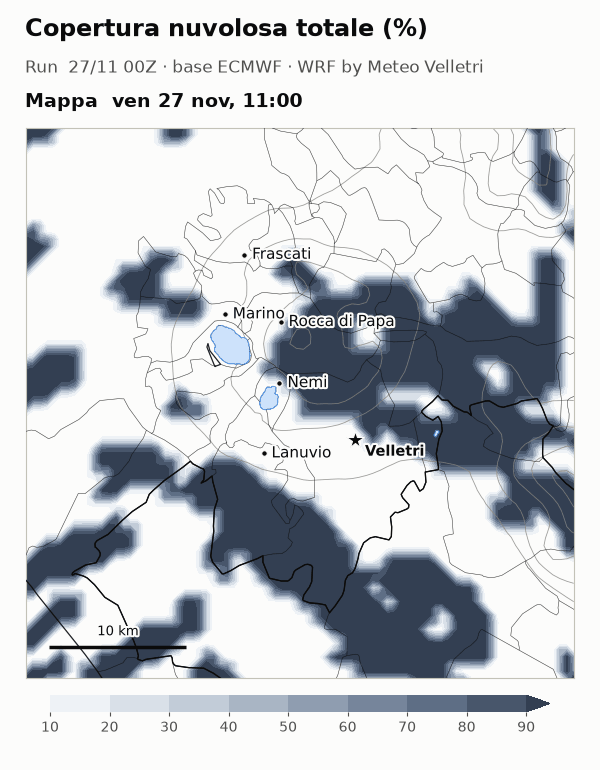 Copertura nuvolosa totale (%)
Run  27/11 00Z · base ECMWF · WRF by Meteo Velletri
Mappa  ven 27 nov, 11:00
Frascati
Marino
Rocca di Papa
Nemi
Velletri
Lanuvio
10 km
10 20 30 40 50 60 70 80 90